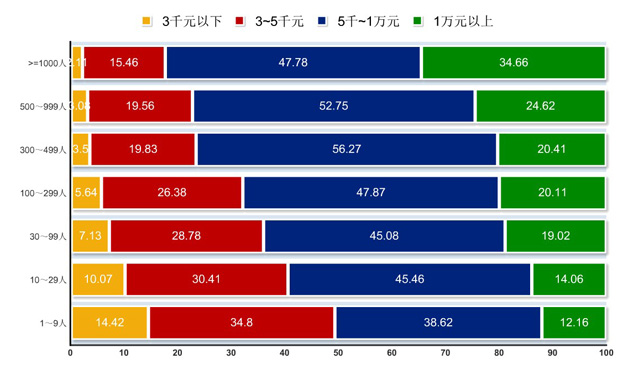 3千元以下 3~5千元 5千~1万元 1万元以上
>=1000人 2.11 15.46 47.78 34.66
500～999人 3.08 19.56 52.75 24.62
300～499人 3.5 19.83 56.27 20.41
100～299人 5.64 26.38 47.87 20.11
30～99人 7.13 28.78 45.08 19.02
10～29人 10.07 30.41 45.46 14.06
1～9人 14.42 34.8 38.62 12.16
0 10 20 30 40 50 60 70 80 90 100